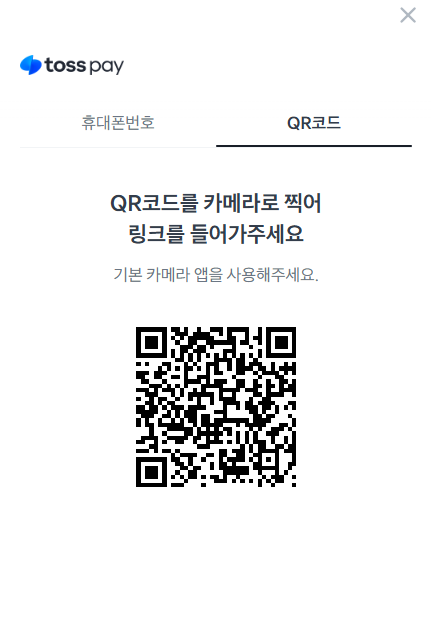 toss pay
휴대폰번호
QR코드
QR코드를 카메라로 찍어
링크를 들어가주세요
기본 카메라 앱을 사용해주세요.